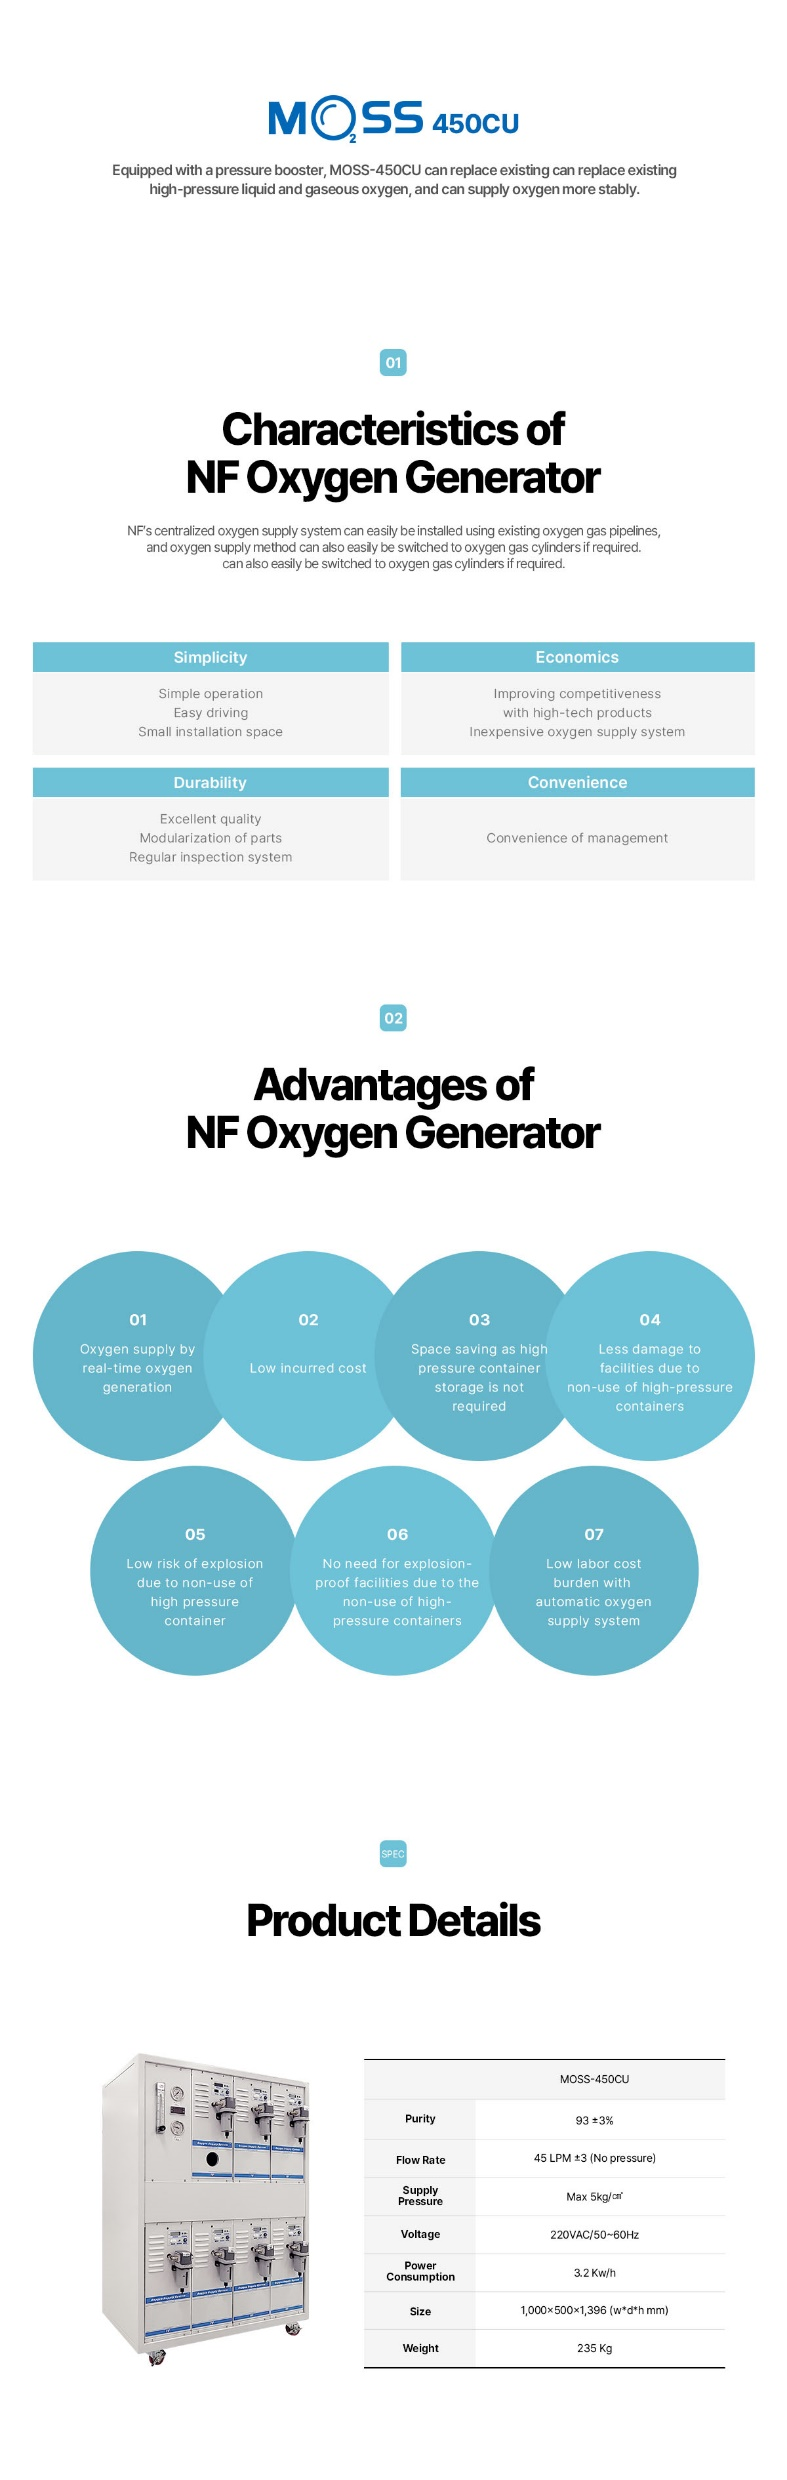 MO2SS 450CU
Equipped with a pressure booster, MOSS-450CU can replace existing can replace existing
high-pressure liquid and gaseous oxygen, and can supply oxygen more stably.
01
Characteristics of
NF Oxygen Generator
NF's centralized oxygen supply system can easily be installed using existing oxygen gas pipelines,
and oxygen supply method can also easily be switched to oxygen gas cylinders if required.
can also easily be switched to oxygen gas cylinders if required.
Simplicity
Simple operation
Easy driving
Small installation space
Economics
Improving competitiveness
with high-tech products
Inexpensive oxygen supply system
Durability
Excellent quality
Modularization of parts
Regular inspection system
Convenience
Convenience of management
02
Advantages of
NF Oxygen Generator
01
Oxygen supply by
real-time oxygen
generation
02
Low incurred cost
03
Space saving as high
pressure container
storage is not
required
04
Less damage to
facilities due to
non-use of high-pressure
containers
05
Low risk of explosion
due to non-use of
high pressure
container
06
No need for explosion-
proof facilities due to the
non-use of high-
pressure containers
07
Low labor cost
burden with
automatic oxygen
supply system
SPEC
Product Details
MOSS-450CU
Purity
93 ±3%
Flow Rate
45 LPM ±3 (No pressure)
Supply
Pressure
Max 5kg/㎠
Voltage
220VAC/50~60Hz
Power
Consumption
3.2 Kw/h
Size
1,000×500×1,396 (w*d*h mm)
Weight
235 Kg